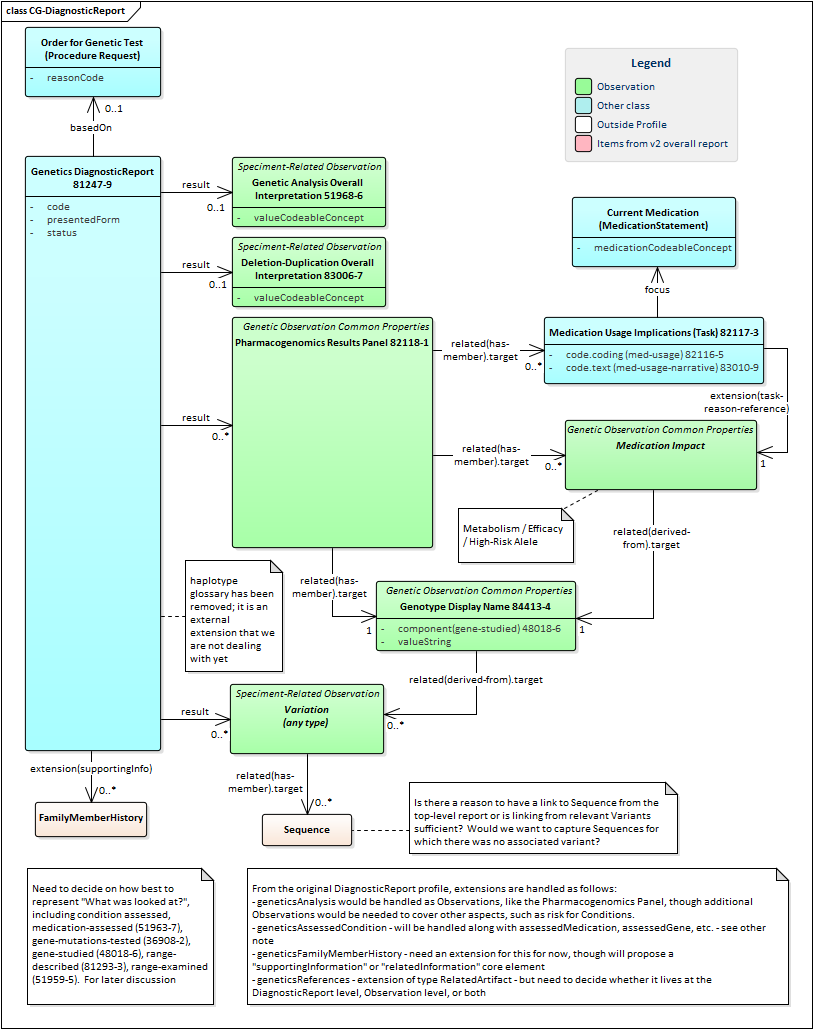 class CG-DiagnosticReport
Order for Genetic Test
(Procedure Request)
- reasonCode
0..1
basedOn
Legend
Observation
Other class
Outside Profile
Items from v2 overall report
Genetics DiagnosticReport
81247-9
- code
- presentedForm
- status
result
0..1
Speciment-Related Observation
Genetic Analysis Overall
Interpretation 51968-6
- valueCodeableConcept
result
0..1
Speciment-Related Observation
Deletion-Duplication Overall
Interpretation 83006-7
- valueCodeableConcept
Current Medication
(MedicationStatement)
- medicationCodeableConcept
focus
Genetic Observation Common Properties
Pharmacogenomics Results Panel 82118-1
related(has-
member).target
0..*
Medication Usage Implications (Task) 82117-3
- code.coding (med-usage) 82116-5
- code.text (med-usage-narrative) 83010-9
extension(task-
reason-reference)
1
result
0..*
related(has-
member).target
0..*
Genetic Observation Common Properties
Medication Impact
Metabolism / Efficacy
/ High-Risk Alele
related(derived-
from).target
1
haplotype
glossary has been
removed; it is an
external
extension that we
are not dealing
with yet
related(has-
member).target
1
Genetic Observation Common Properties
Genotype Display Name 84413-4
- component(gene-studied) 48018-6
- valueString
related(derived-from).target
0..*
result
0..*
Speciment-Related Observation
Variation
(any type)
related(has-
member).target
0..*
extension(supportingInfo)
0..*
FamilyMemberHistory
Sequence
Is there a reason to have a link to Sequence from the
top-level report or is linking from relevant Variants
sufficient? Would we want to capture Sequences for
which there was no associated variant?
Need to decide on how best to
represent "What was looked at?",
including condition assessed,
medication-assessed (51963-7),
gene-mutations-tested (36908-2),
gene-studied (48018-6), range-
described (81293-3), range-examined
(51959-5). For later discussion
From the original DiagnosticReport profile, extensions are handled as follows:
- geneticsAnalysis would be handled as Observations, like the Pharmacogenomics Panel, though additional
Observations would be needed to cover other aspects, such as risk for Conditions.
- geneticsAssessedCondition - will be handled along with assessedMedication, assessedGene, etc. - see other
note
- geneticsFamilyMemberHistory - need an extension for this for now, though will propose a
"supportingInformation" or "relatedInformation" core element
- geneticsReferences - extension of type RelatedArtifact - but need to decide whether it lives at the
DiagnosticReport level, Observation level, or both